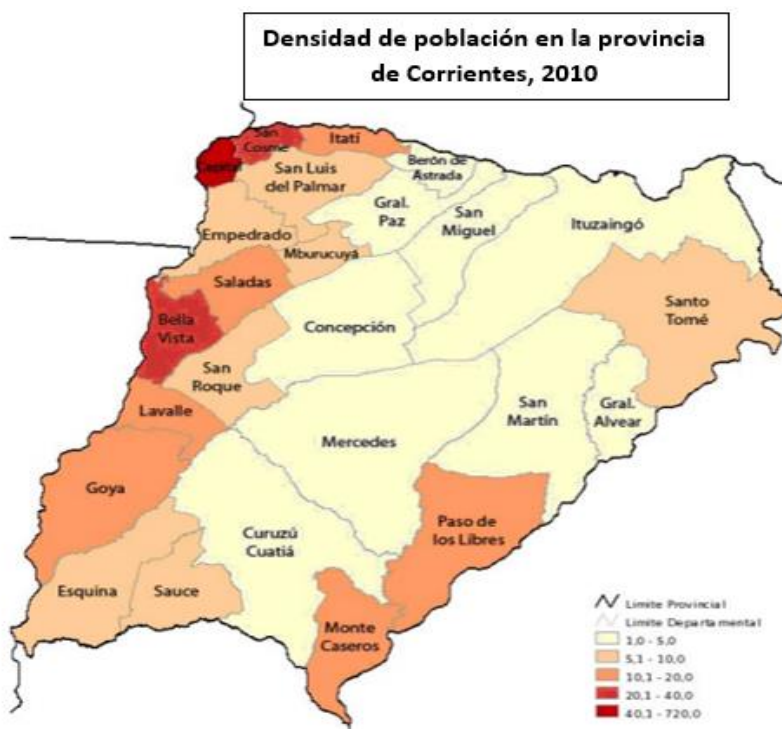 Densidad de población en la provincia
de Corrientes, 2010
San
Cosme
Itatí
Capital
San Luis
del Palmar
Berón de
Astrada
Gral.
Paz
San
Miguel
Ituzaingó
Empedrado
Mburucuyá
Saladas
Santo
Tomé
Bella
Vista
Concepción
San
Roque
Lavalle
San
Martín
Gral.
Alvear
Mercedes
Goya
Paso de
los Libres
Curuzú
Cuatiá
Esquina
Sauce
Monte
Caseros
Limite Provincial
Limite Departamental
1,0 - 5,0
5,1 - 10,0
10,1 - 20,0
20,1 - 40,0
40,1 - 720,0